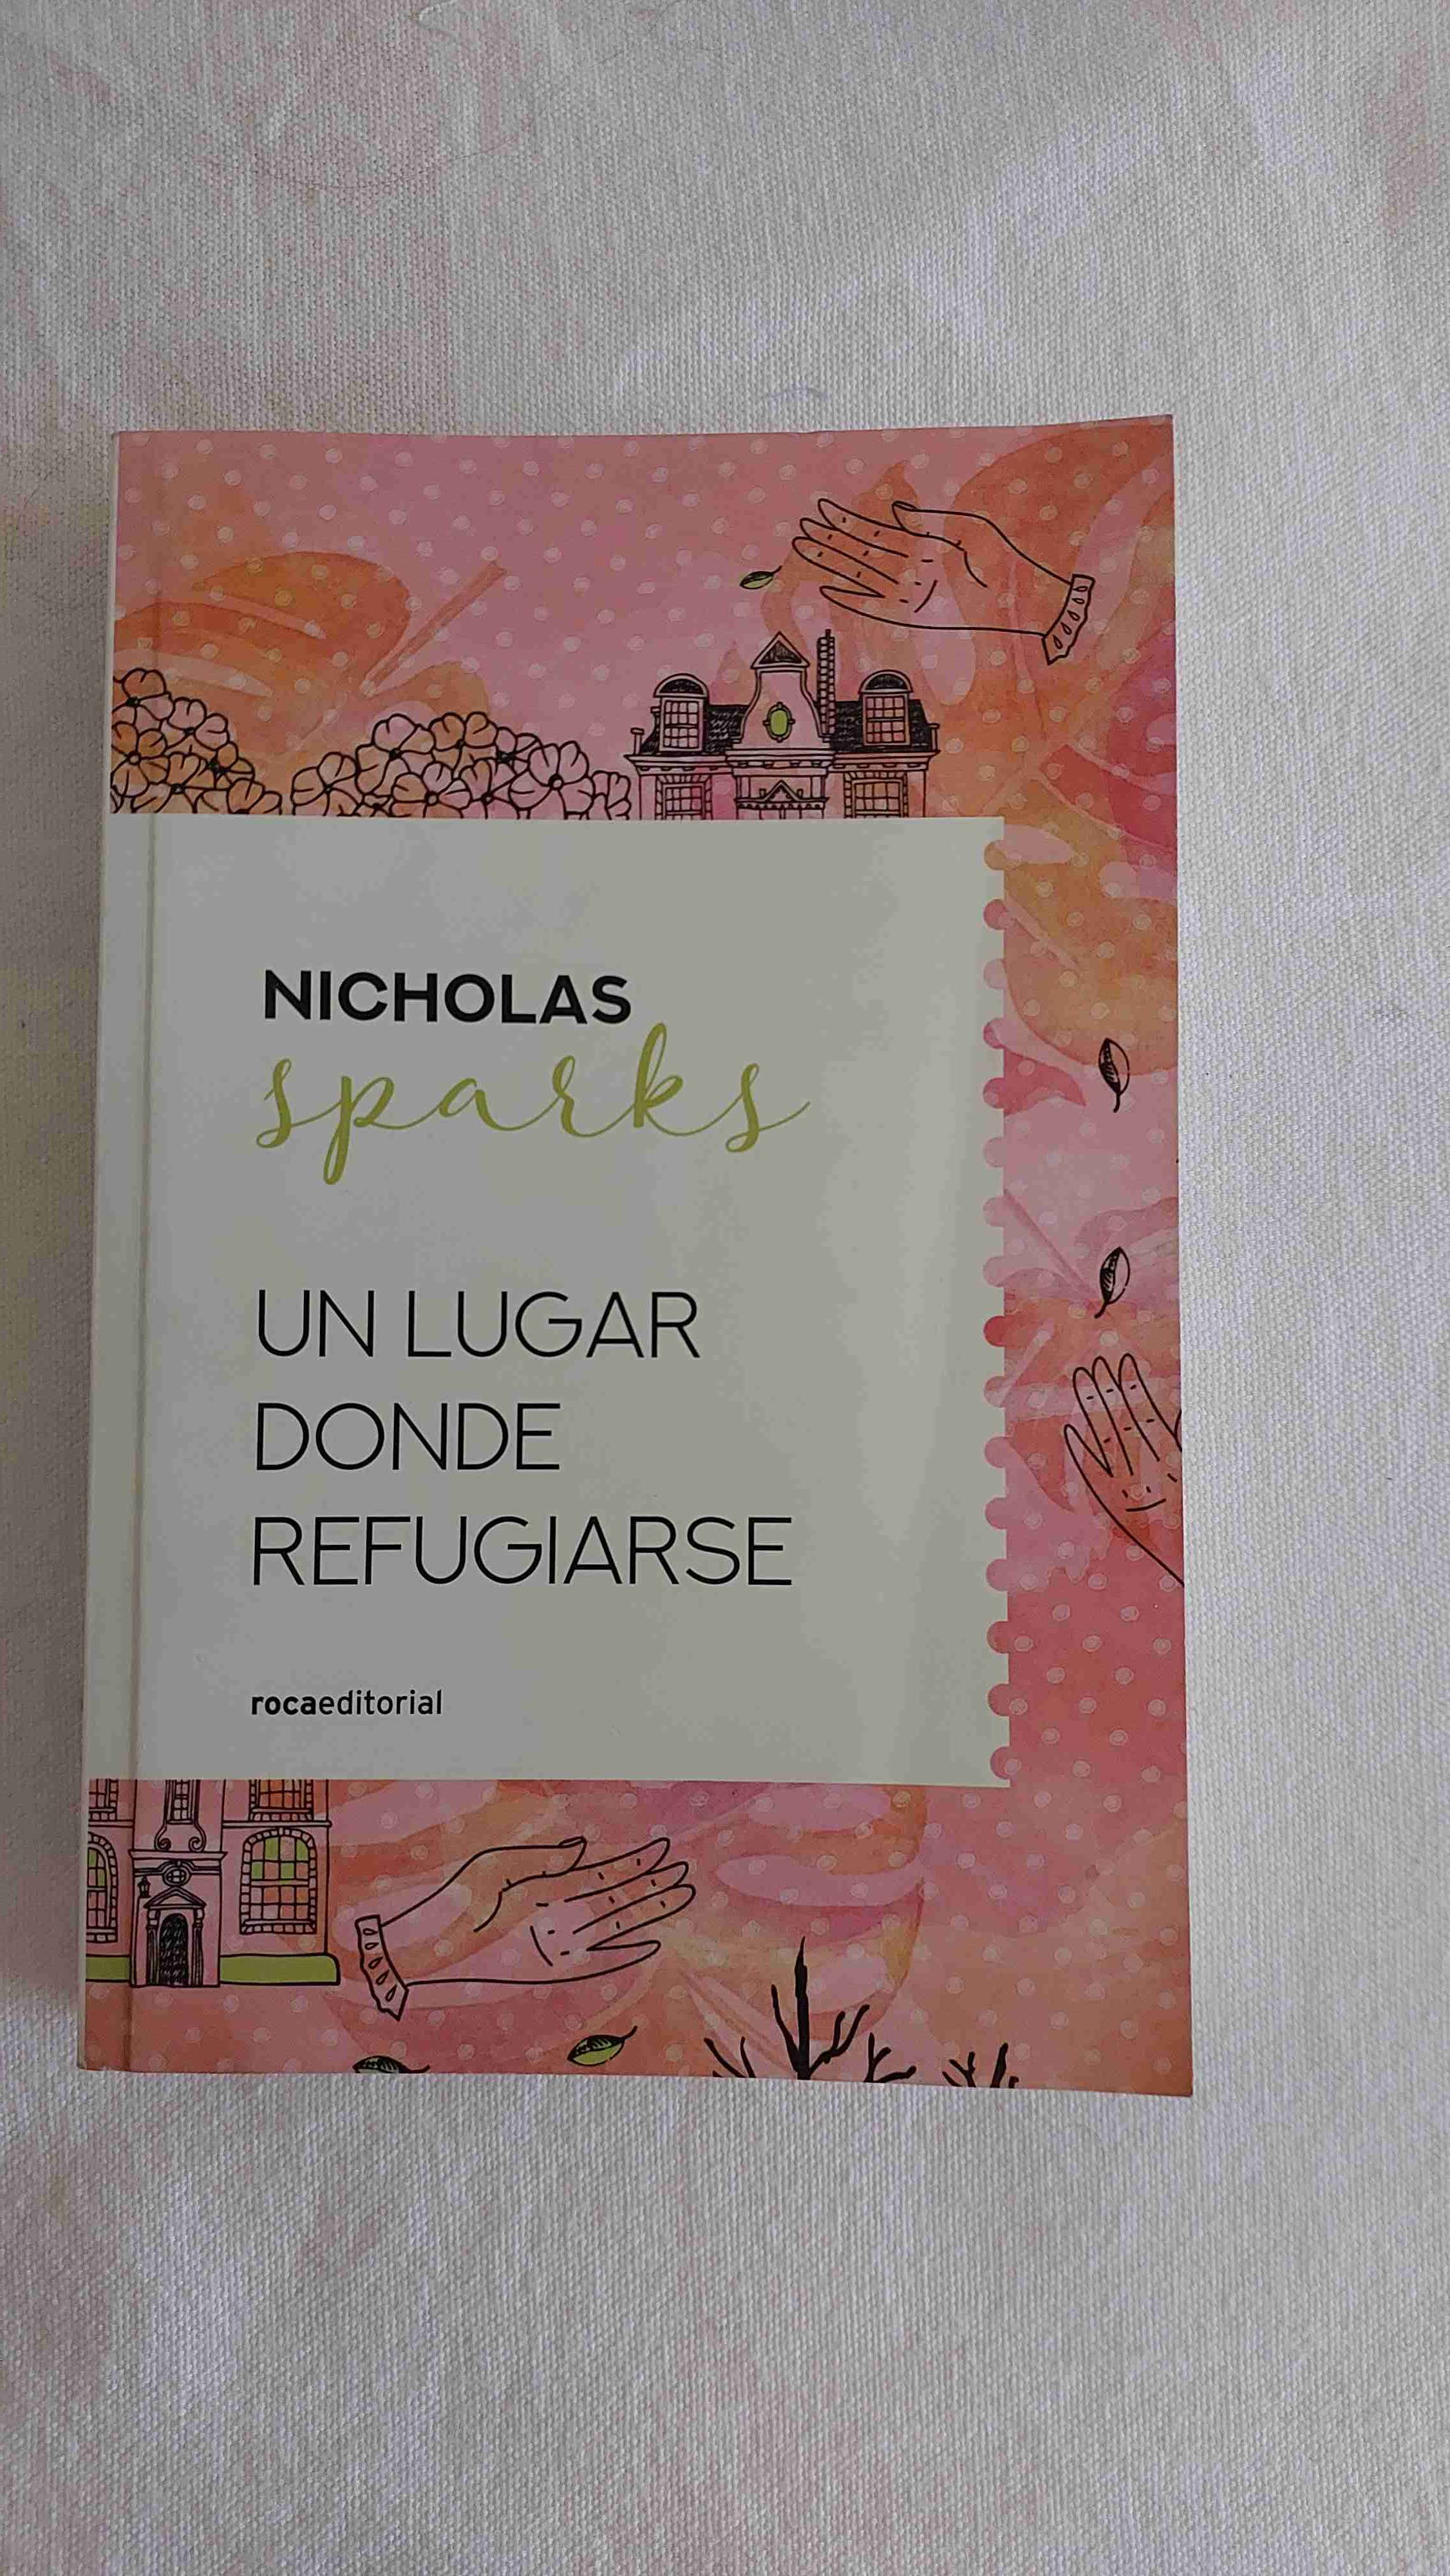 NICHOLAS
sparks
UN LUGAR
DONDE
REFUGIARSE
rocaeditorial